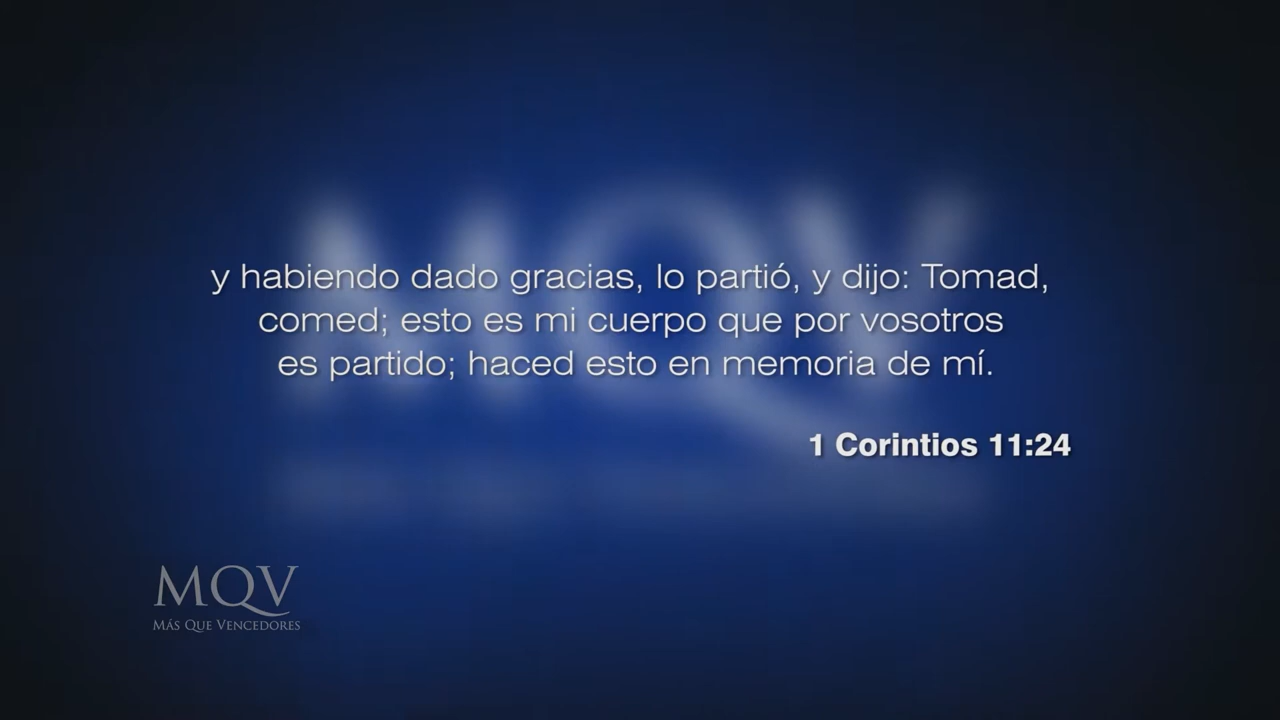 y habiendo dado gracias, lo partió, y dijo: Tomad,
comed; esto es mi cuerpo que por vosotros
es partido; haced esto en memoria de mí.
1 Corintios 11:24
MQV
MÁS QUE VENCEDORES